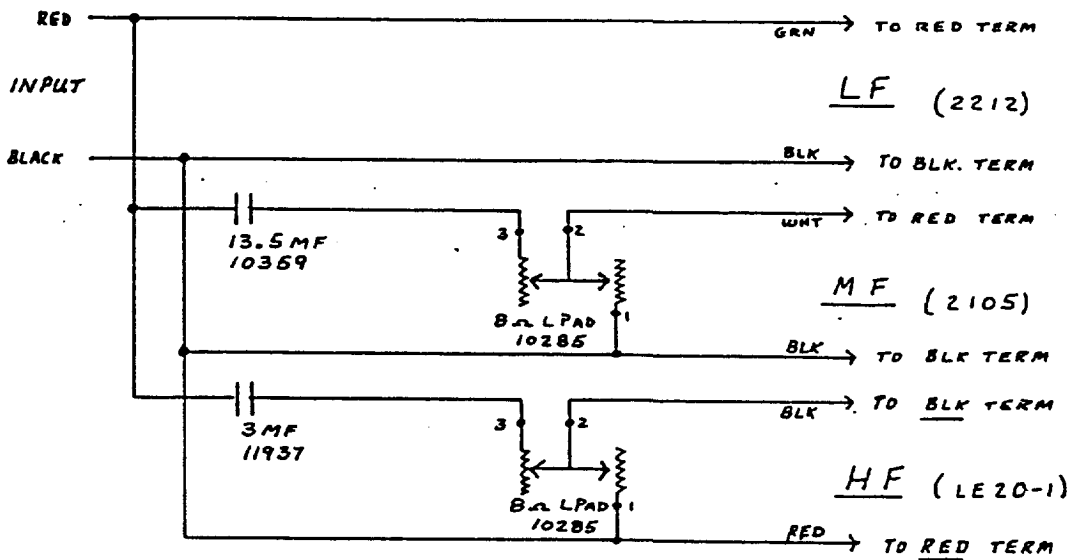 RED
GRN TO RED TERM
INPUT
LF (2212)
BLACK
BLK TO BLK. TERM
WHT TO RED TERM
13.5 MF
10359
3 2
MF (2105)
8Ω LPAD 1
10285
BLK TO BLK TERM
BLK TO BLK TERM
3 MF
11937
3 2
HF (LE20-1)
8Ω LPAD 1
10285
RED TO RED TERM